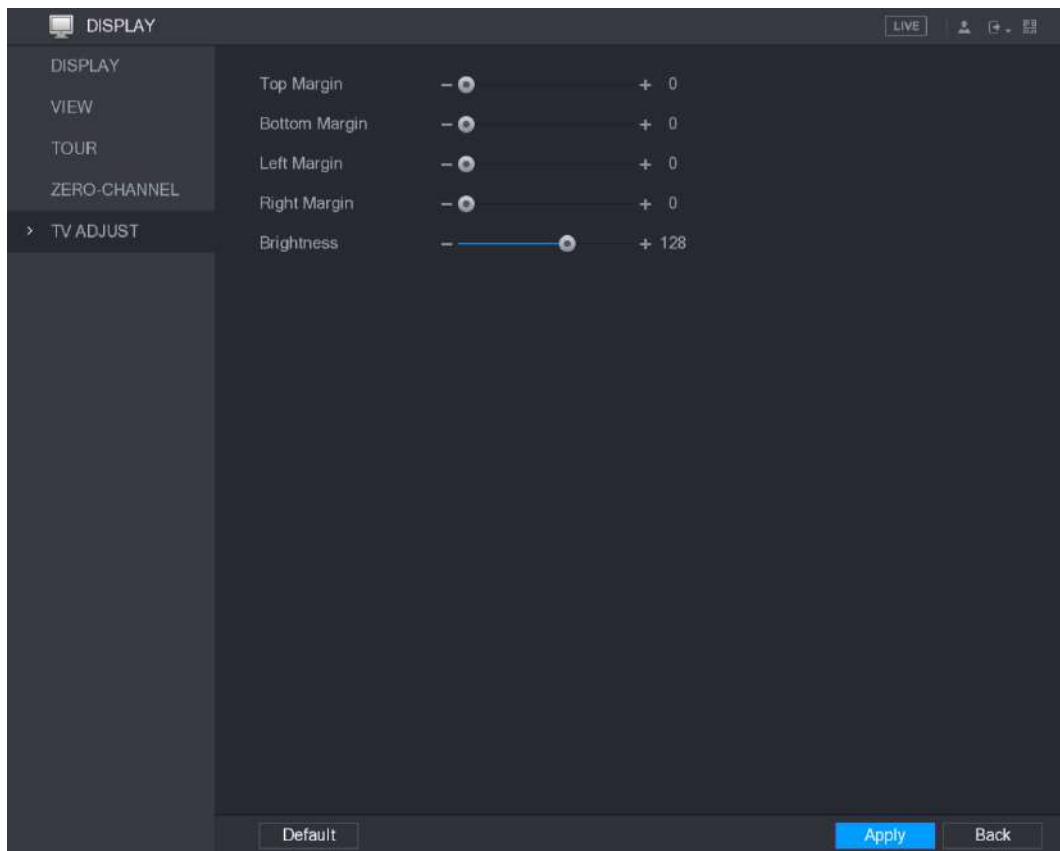 DISPLAY LIVE
DISPLAY
VIEW
TOUR
ZERO-CHANNEL
> TV ADJUST
Top Margin − + 0
Bottom Margin − + 0
Left Margin − + 0
Right Margin − + 0
Brightness − + 128
Default Apply Back